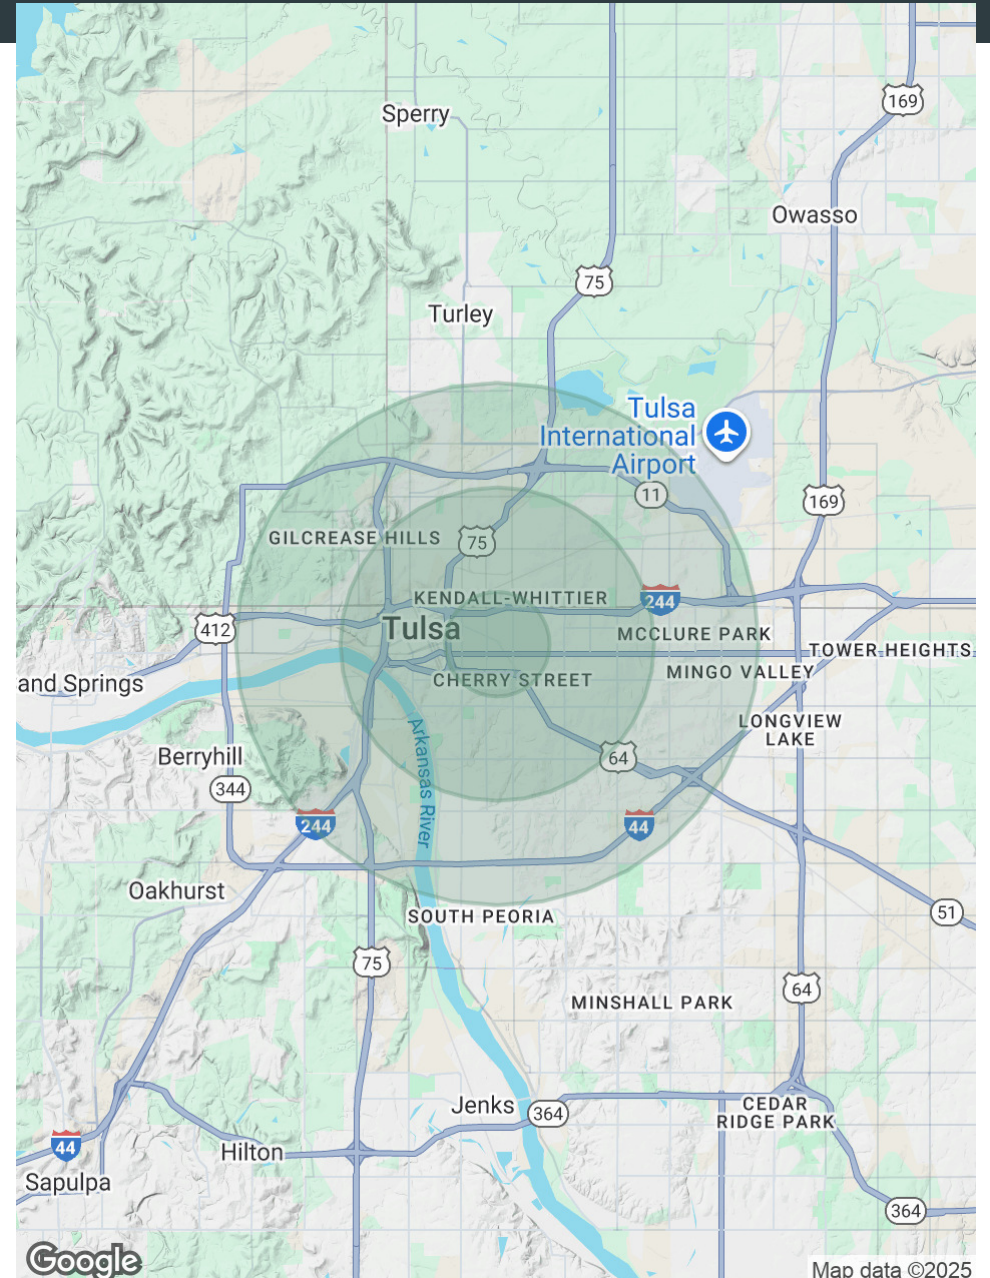 Sperry
169
Owasso
75
Turley
Tulsa
International
Airport
11
169
GILCREASE HILLS
75
KENDALL-WHITTIER
244
412
Tulsa
MCCLURE PARK
TOWER HEIGHTS
and Springs
CHERRY STREET
MINGO VALLEY
LONGVIEW
LAKE
Arkansas River
Berryhill
64
344
244
44
Oakhurst
SOUTH PEORIA
51
75
64
MINSHALL PARK
Jenks
364
CEDAR
RIDGE PARK
44
Hilton
Sapulpa
364
Google
Map data ©2025